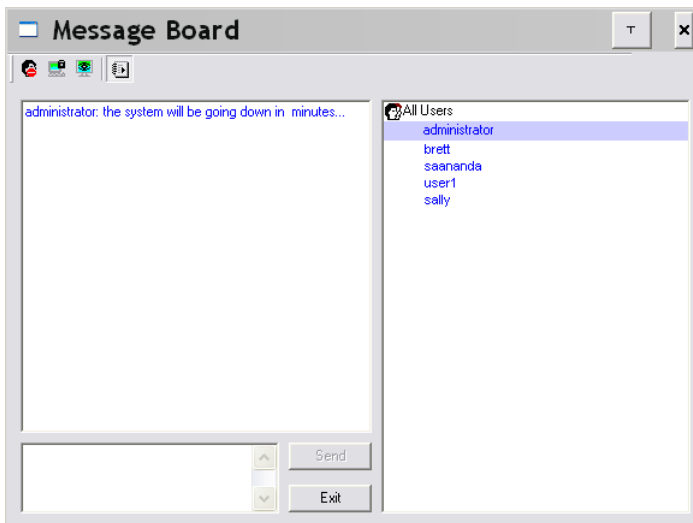 Message Board
T
administrator: the system will be going down in  minutes...
All Users
administrator
brett
saananda
user1
sally
Send
Exit